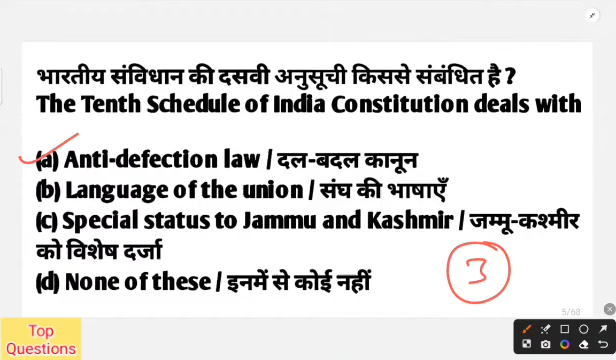 भारतीय संविधान की दसवी अनुसूची किससे संबंधित है ?
The Tenth Schedule of India Constitution deals with
(a) Anti-defection law / दल-बदल कानून
(b) Language of the union / संघ की भाषाएँ
(c) Special status to Jammu and Kashmir / जम्मू-कश्मीर
को विशेष दर्जा
(d) None of these / इनमें से कोई नहीं
3
5/60
Top
Questions